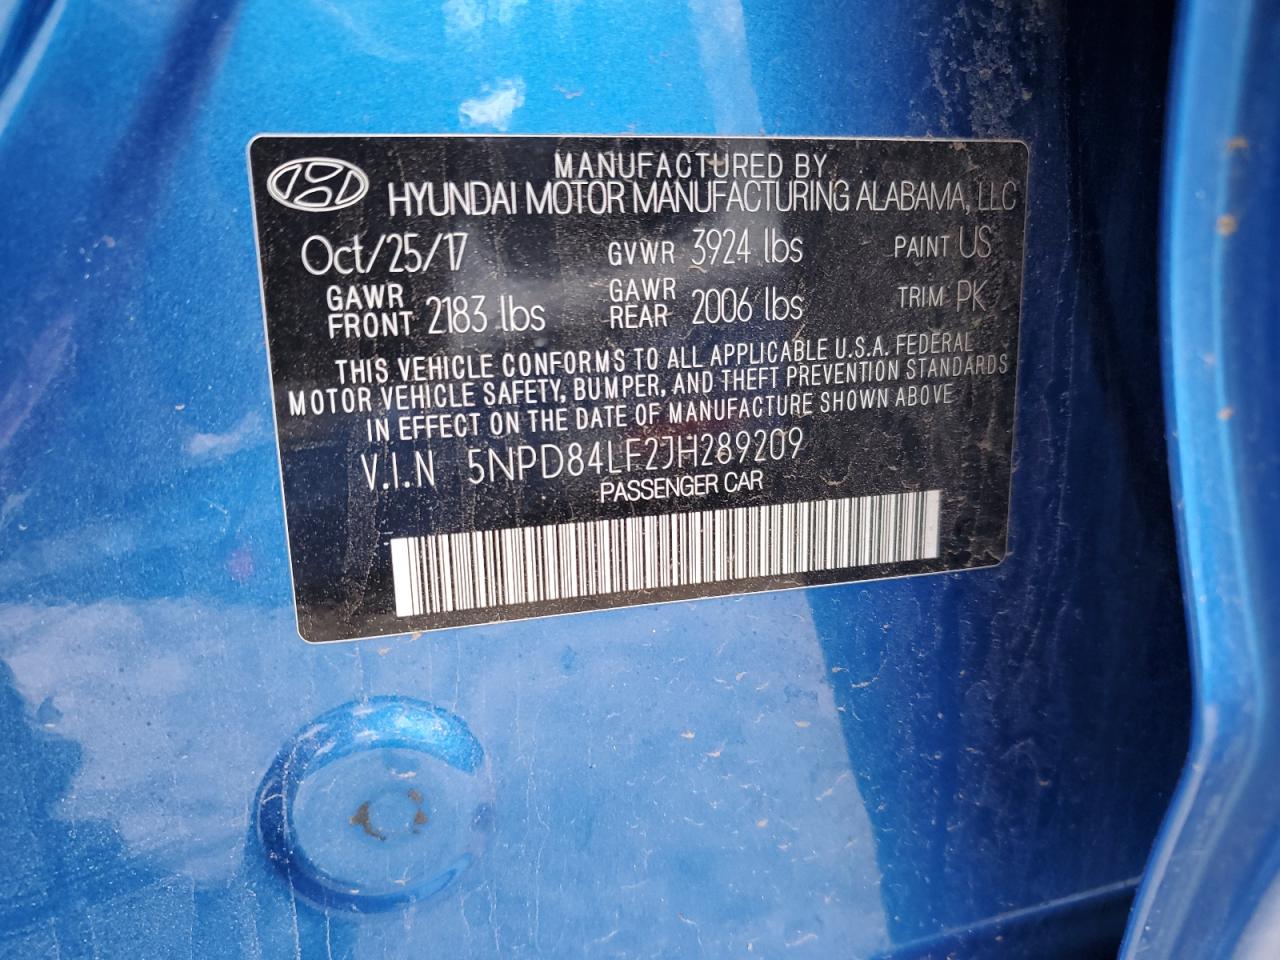 MANUFACTURED BY
HYUNDAI MOTOR MANUFACTURING ALABAMA, LLC
Oct/25/17 GVWR 3924 lbs PAINT US
GAWR FRONT 2183 lbs GAWR REAR 2006 lbs TRIM PK
THIS VEHICLE CONFORMS TO ALL APPLICABLE U.S.A. FEDERAL
MOTOR VEHICLE SAFETY, BUMPER, AND THEFT PREVENTION STANDARDS
IN EFFECT ON THE DATE OF MANUFACTURE SHOWN ABOVE
V.I.N 5NPD84LF2JH289209
PASSENGER CAR